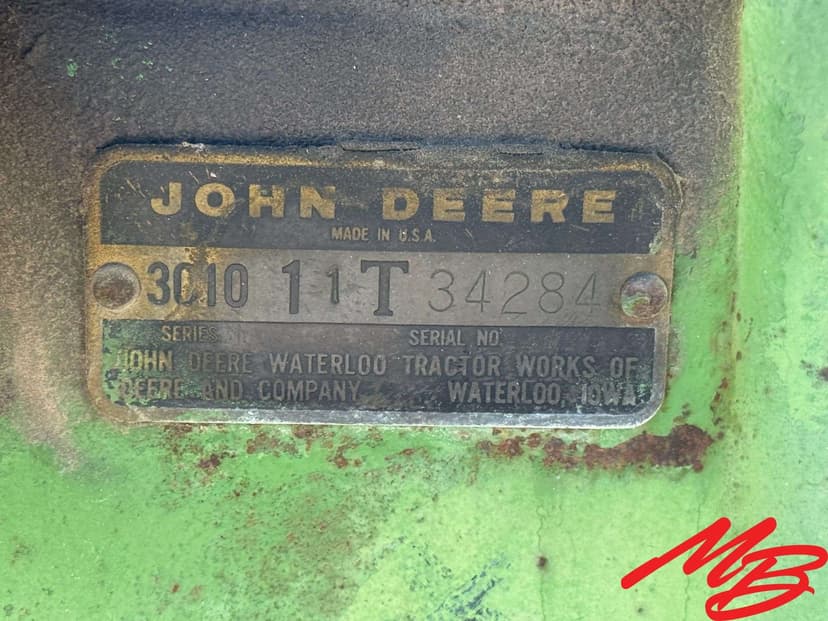 JOHN DEERE
MADE IN U.S.A.
3010 11T 34284
SERIES SERIAL NO
JOHN DEERE WATERLOO TRACTOR WORKS OF
DEERE AND COMPANY WATERLOO, IOWA
MB